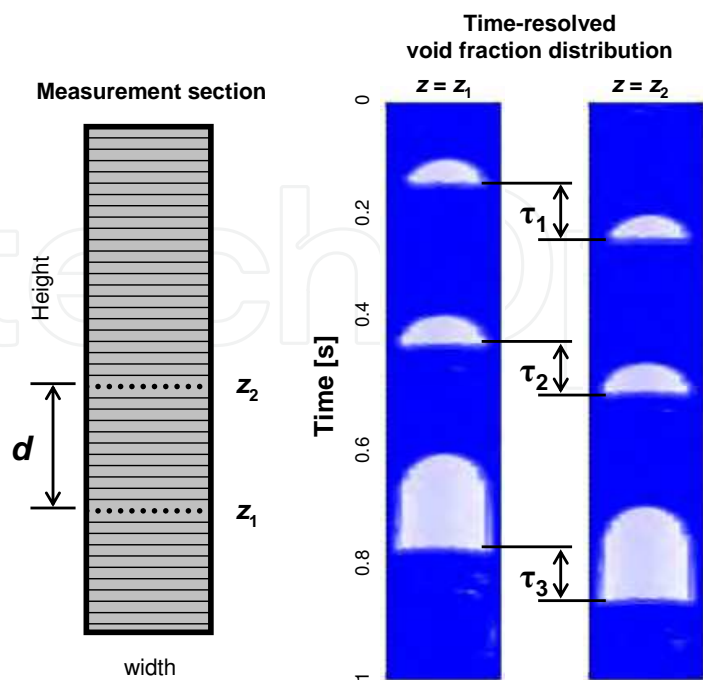 Time-resolved
void fraction distribution
Measurement section
z = z1
z = z2
0
0.2
0.4
0.6
0.8
1
Time [s]
Height
d
z2
z1
width
τ1
τ2
τ3